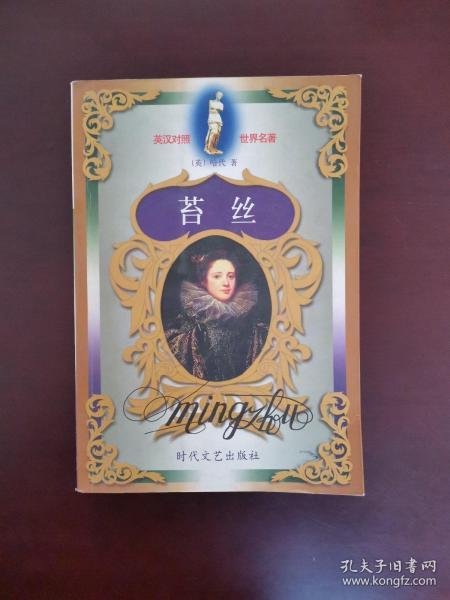 英汉对照 世界名著
〔英〕哈代 著
苔丝
mingzhu
时代文艺出版社
孔夫子旧书网
www.kongfz.com